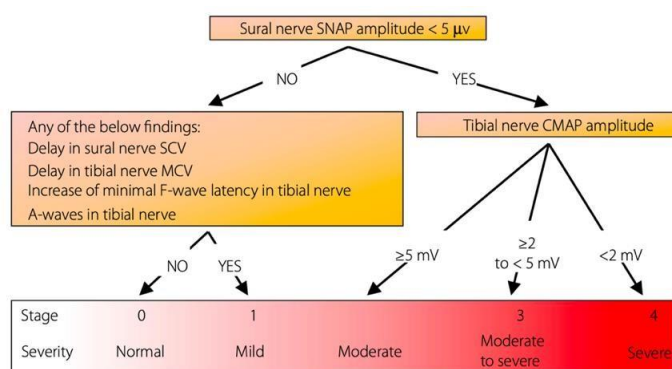 Sural nerve SNAP amplitude < 5 μv
NO
YES
Any of the below findings:
Delay in sural nerve SCV
Delay in tibial nerve MCV
Increase of minimal F-wave latency in tibial nerve
A-waves in tibial nerve
Tibial nerve CMAP amplitude
NO
YES
≥5 mV
≥2
to < 5 mV
<2 mV
Stage 0 1 3 4
Severity Normal Mild Moderate Moderate
to severe Severe